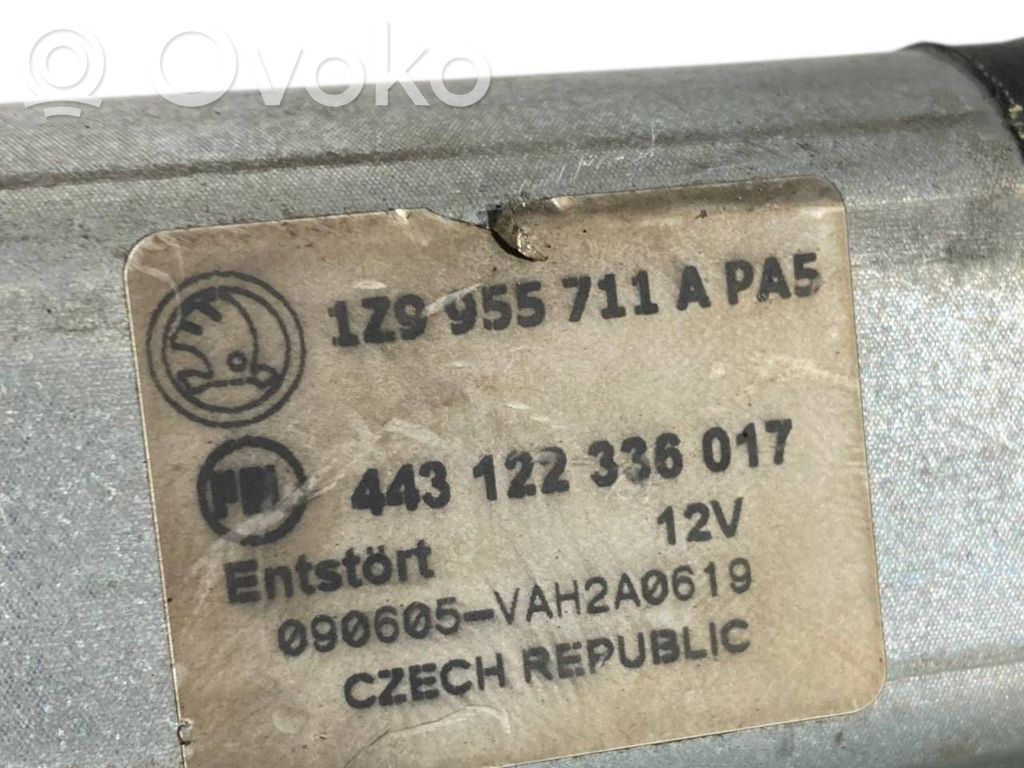 Ovoko
1Z9 955 711 A PA5
443 122 336 017
12V
Entstört
090605-VAH2A0619
CZECH REPUBLIC